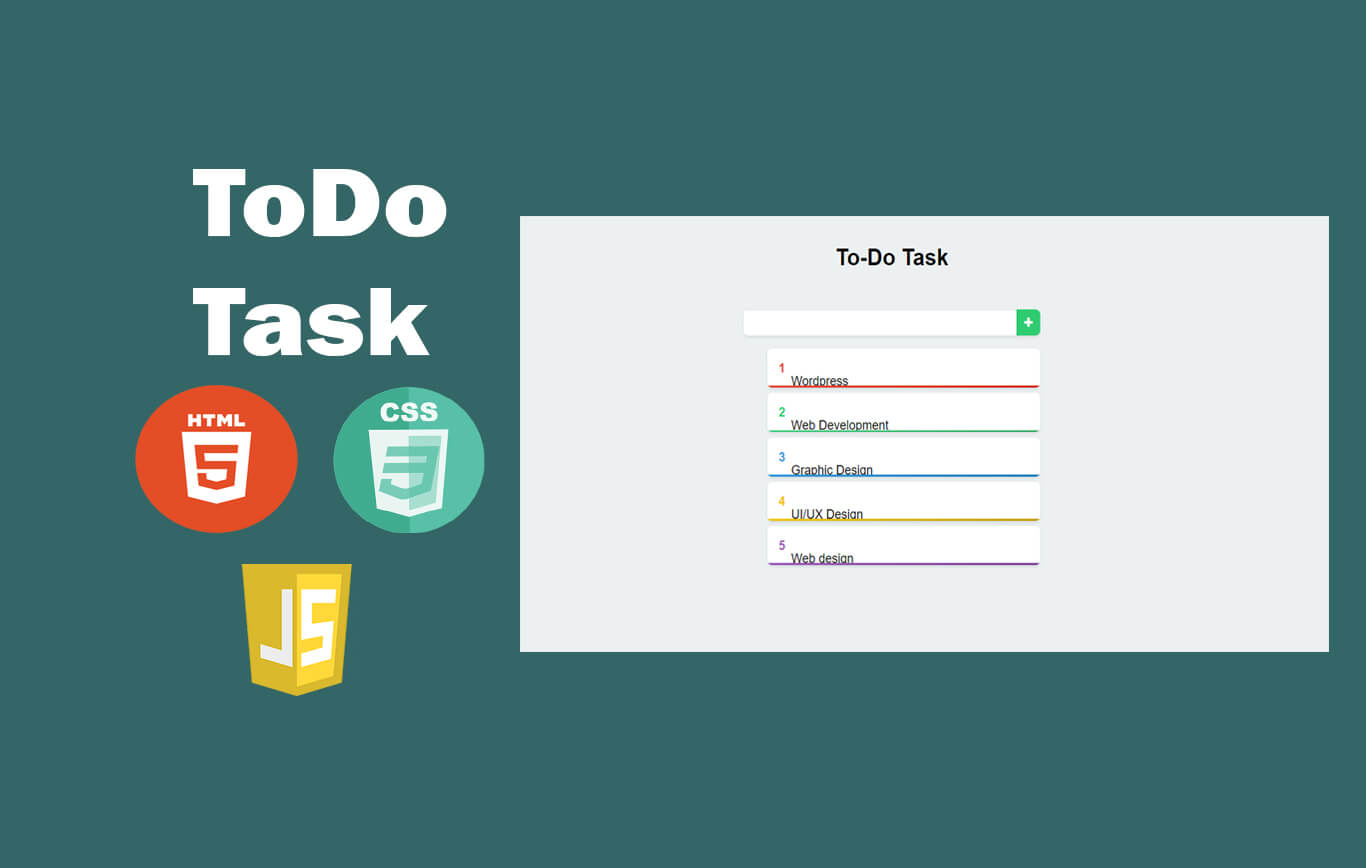 ToDo
Task
HTML
5
CSS
3
JS
To-Do Task
+
1
Wordpress
2
Web Development
3
Graphic Design
4
UI/UX Design
5
Web design